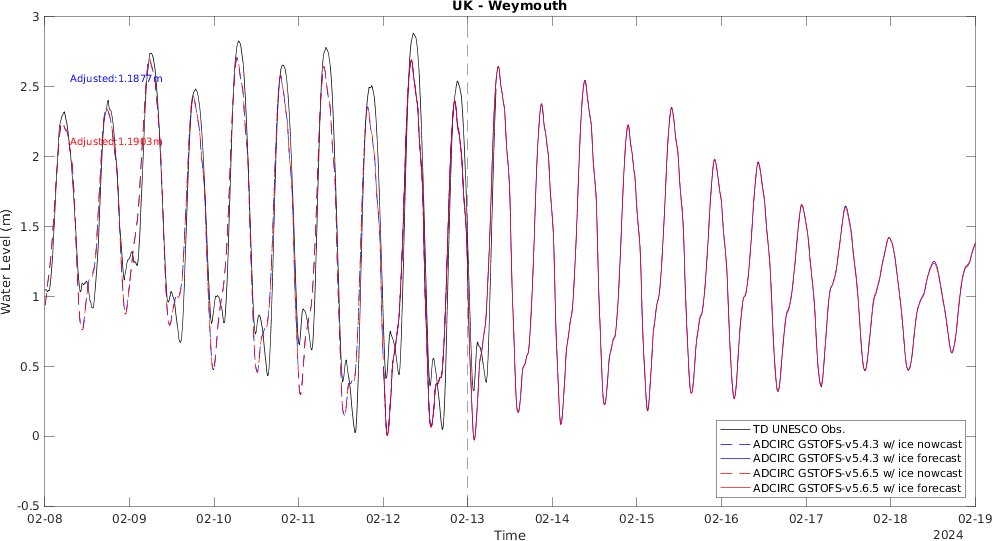 UK - Weymouth
Water Level (m)
3
2.5
2
1.5
1
0.5
0
-0.5
Adjusted:1.1877m
Adjusted:1.1903m
TD UNESCO Obs.
ADCIRC GSTOFS-v5.4.3 w/ ice nowcast
ADCIRC GSTOFS-v5.4.3 w/ ice forecast
ADCIRC GSTOFS-v5.6.5 w/ ice nowcast
ADCIRC GSTOFS-v5.6.5 w/ ice forecast
02-08 02-09 02-10 02-11 02-12 02-13 02-14 02-15 02-16 02-17 02-18 02-19
Time
2024